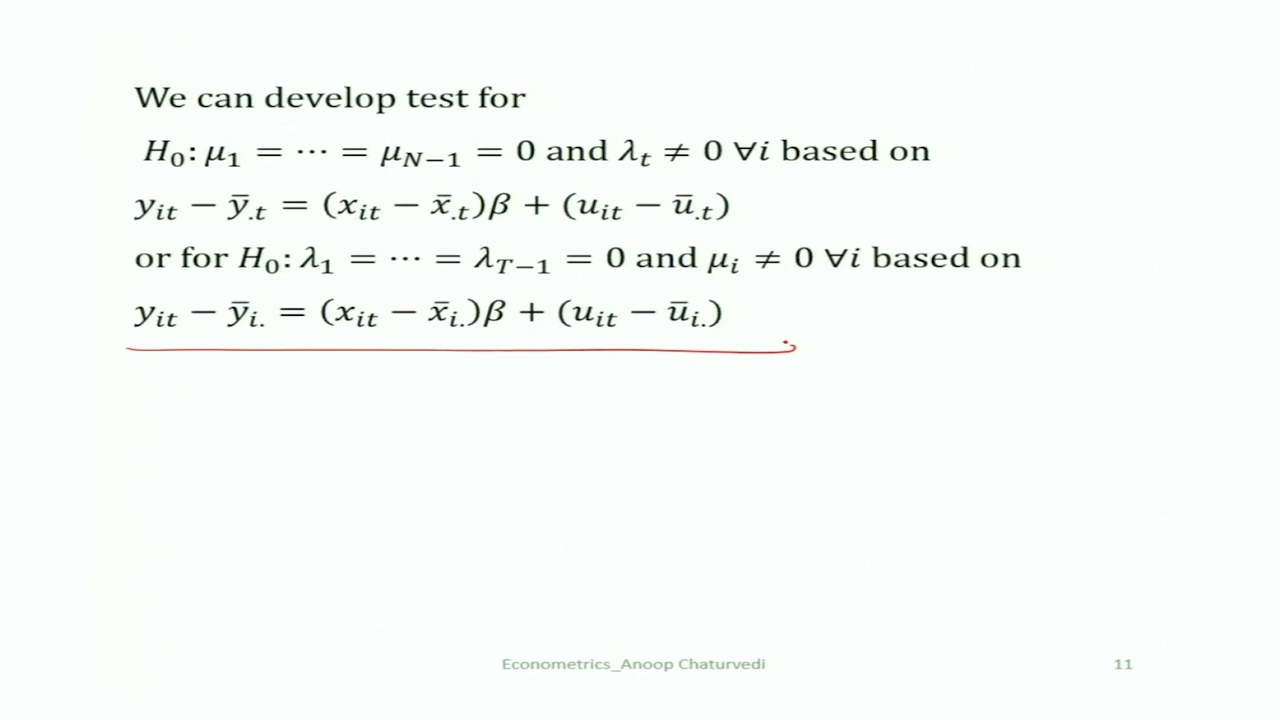 We can develop test for
H₀: μ₁ = ⋯ = μ_{N−1} = 0 and λ_t ≠ 0 ∀i based on
y_{it} − ȳ_{.t} = (x_{it} − x̄_{.t})β + (u_{it} − ū_{.t})
or for H₀: λ₁ = ⋯ = λ_{T−1} = 0 and μ_i ≠ 0 ∀i based on
y_{it} − ȳ_{i.} = (x_{it} − x̄_{i.})β + (u_{it} − ū_{i.})
Econometrics_Anoop Chaturvedi
11